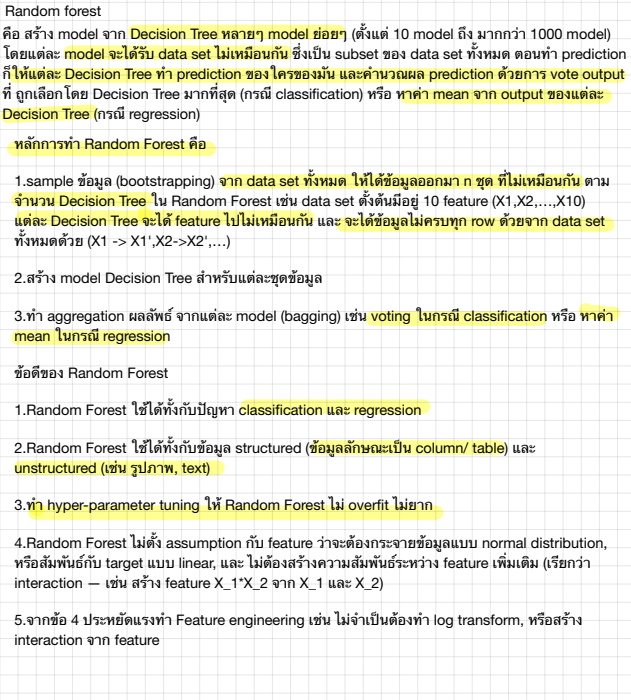 Random forest
คือ สร้าง model จาก Decision Tree หลายๆ model ย่อยๆ (ตั้งแต่ 10 model ถึง มากกว่า 1000 model)
โดยแต่ละ model จะได้รับ data set ไม่เหมือนกัน ซึ่งเป็น subset ของ data set ทั้งหมด ตอนทำ prediction
ก็ให้แต่ละ Decision Tree ทำ prediction ของใครของมัน และคำนวณผล prediction ด้วยการ vote output
ที่ ถูกเลือกโดย Decision Tree มากที่สุด (กรณี classification) หรือ หาค่า mean จาก output ของแต่ละ
Decision Tree (กรณี regression)
หลักการทำ Random Forest คือ
1.sample ข้อมูล (bootstrapping) จาก data set ทั้งหมด ให้ได้ข้อมูลออกมา n ชุด ที่ไม่เหมือนกัน ตาม
จำนวน Decision Tree ใน Random Forest เช่น data set ตั้งต้นมีอยู่ 10 feature (X1,X2,...,X10)
แต่ละ Decision Tree จะได้ feature ไปไม่เหมือนกัน และ จะได้ข้อมูลไม่ครบทุก row ด้วยจาก data set
ทั้งหมดด้วย (X1 -> X1',X2->X2',...)
2.สร้าง model Decision Tree สำหรับแต่ละชุดข้อมูล
3.ทำ aggregation ผลลัพธ์ จากแต่ละ model (bagging) เช่น voting ในกรณี classification หรือ หาค่า
mean ในกรณี regression
ข้อดีของ Random Forest
1.Random Forest ใช้ได้ทั้งกับปัญหา classification และ regression
2.Random Forest ใช้ได้ทั้งกับข้อมูล structured (ข้อมูลลักษณะเป็น column/ table) และ
unstructured (เช่น รูปภาพ, text)
3.ทำ hyper-parameter tuning ให้ Random Forest ไม่ overfit ไม่ยาก
4.Random Forest ไม่ตั้ง assumption กับ feature ว่าจะต้องกระจายข้อมูลแบบ normal distribution,
หรือสัมพันธ์กับ target แบบ linear, และ ไม่ต้องสร้างความสัมพันธ์ระหว่าง feature เพิ่มเติม (เรียกว่า
interaction — เช่น สร้าง feature X_1*X_2 จาก X_1 และ X_2)
5.จากข้อ 4 ประหยัดแรงทำ Feature engineering เช่น ไม่จำเป็นต้องทำ log transform, หรือสร้าง
interaction จาก feature